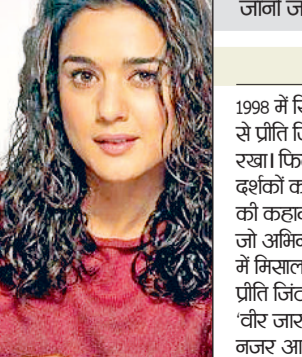 जाना ज
1998 में रि
से प्रीति जि
रखा। फि
दर्शकों क
की कहा
जो अभि
में मिसाल
प्रीति जिंट
'वीर जार
नजर आ